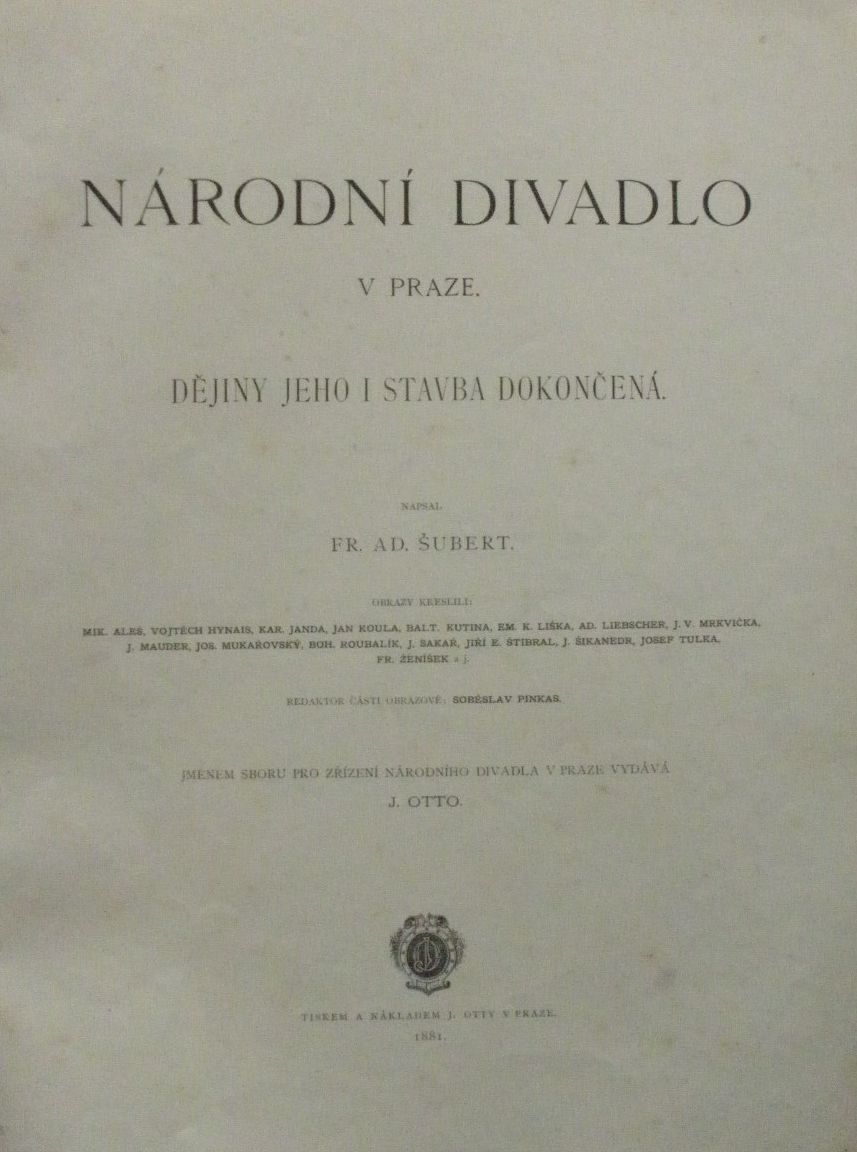 NÁRODNÍ DIVADLO
V PRAZE.
DĚJINY JEHO I STAVBA DOKONČENÁ.
NAPSAL
FR. AD. ŠUBERT.
OBRAZY KRESLILI:
MIK. ALEŠ, VOJTĚCH HYNAIS, KAR. JANDA, JAN KOULA, BALT. KUTINA, EM. K. LIŠKA, AD. LIEBSCHER, J. V. MRKVIČKA,
J. MAUDER, JOS. MUKAŘOVSKÝ, BOH. ROUBALÍK, J. SAKAŘ, JIŘÍ E. ŠTIBRAL, J. ŠIKANEDR, JOSEF TULKA,
FR. ŽENÍŠEK a j.
REDAKTOR ČÁSTI OBRAZOVÉ: SOBĚSLAV PINKAS.
JMÉNEM SBORU PRO ZŘÍZENÍ NÁRODNÍHO DIVADLA V PRAZE VYDÁVÁ
J. OTTO.
TISKEM A NÁKLADEM J. OTTY V PRAZE.
1881.